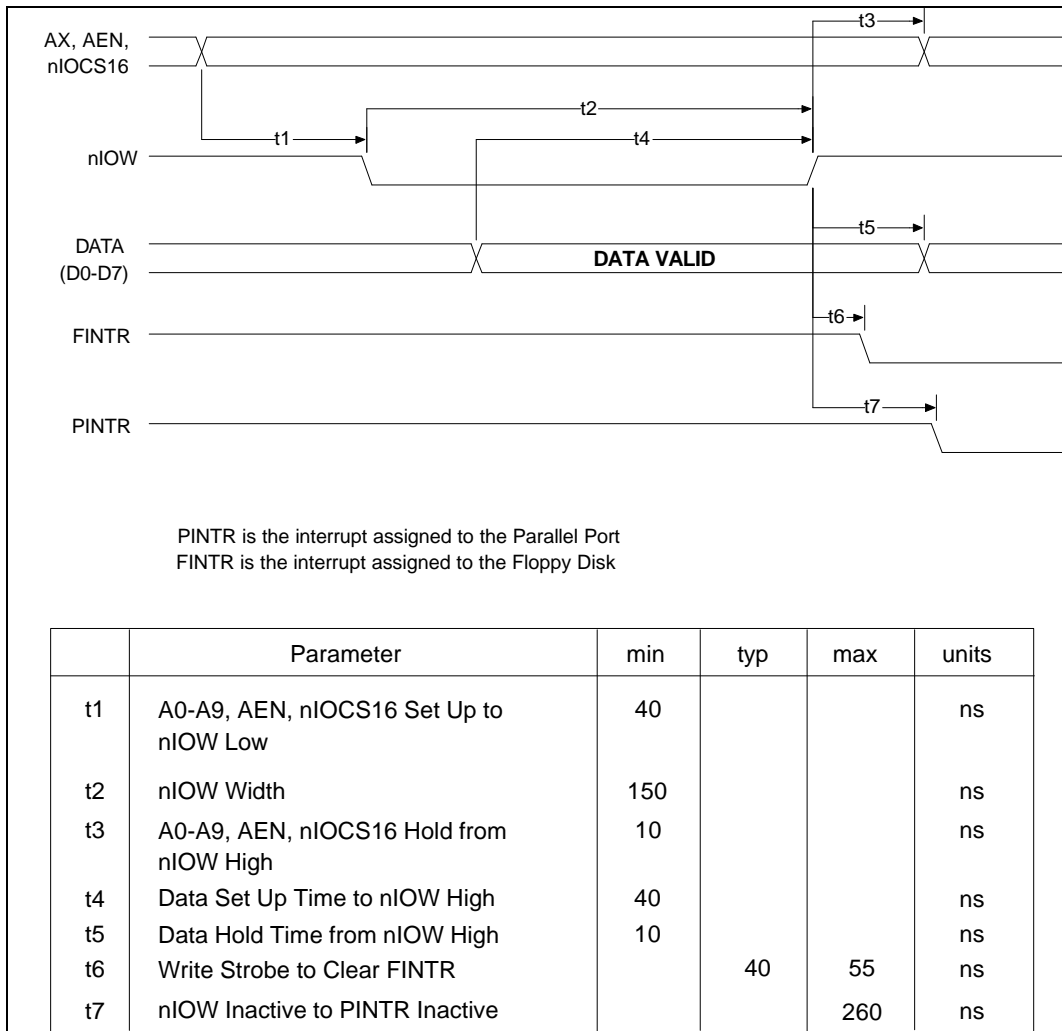 AX, AEN,
nIOCS16
t3
t2
t1
t4
nIOW
DATA
(D0-D7)
DATA VALID
t5
t6
FINTR
t7
PINTR
PINTR is the interrupt assigned to the Parallel Port
FINTR is the interrupt assigned to the Floppy Disk
Parameter min typ max units
t1 A0-A9, AEN, nIOCS16 Set Up to 40 ns
nIOW Low
t2 nIOW Width 150 ns
t3 A0-A9, AEN, nIOCS16 Hold from 10 ns
nIOW High
t4 Data Set Up Time to nIOW High 40 ns
t5 Data Hold Time from nIOW High 10 ns
t6 Write Strobe to Clear FINTR 40 55 ns
t7 nIOW Inactive to PINTR Inactive 260 ns